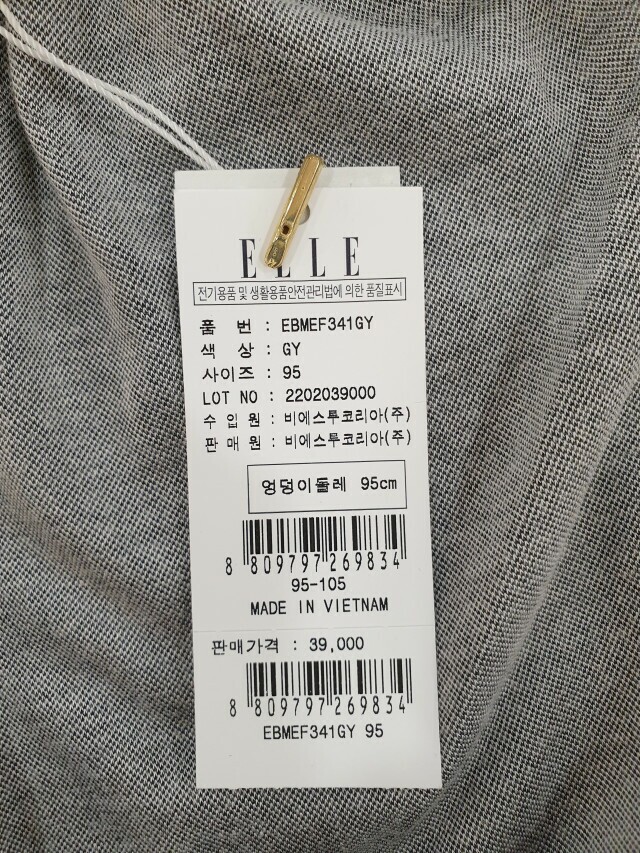 ELLE
전기용품 및 생활용품안전관리법에 의한 품질표시
품 번 : EBMEF341GY
색 상 : GY
사이즈 : 95
LOT NO : 2202039000
수 입 원 : 비에스투코리아(주)
판 매 원 : 비에스투코리아(주)
엉덩이둘레 95cm
8 809797 269834
95-105
MADE IN VIETNAM
판매가격 : 39,000
8 809797 269834
EBMEF341GY 95